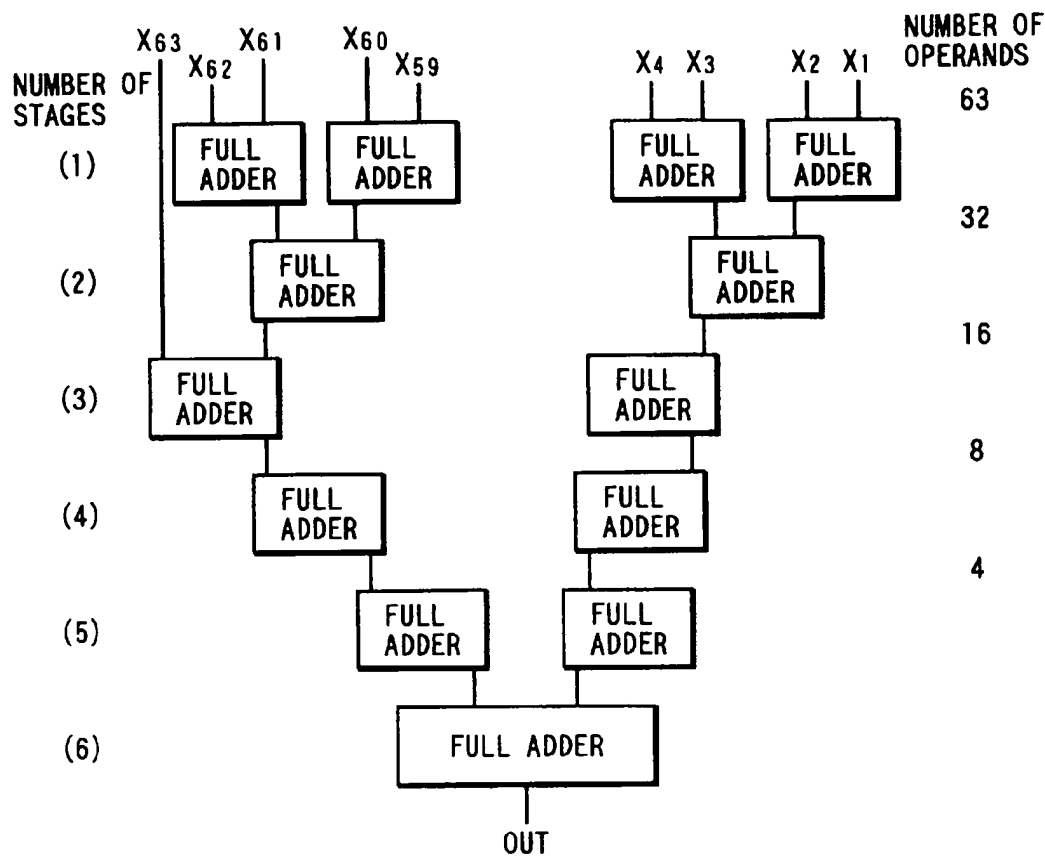 NUMBER OF
OPERANDS
X63 X62 X61 X60 X59 X4 X3 X2 X1
NUMBER OF
STAGES
63
(1)
FULL ADDER
FULL ADDER
FULL ADDER
FULL ADDER
32
(2)
FULL ADDER
FULL ADDER
16
(3)
FULL ADDER
FULL ADDER
8
(4)
FULL ADDER
FULL ADDER
4
(5)
FULL ADDER
FULL ADDER
(6)
FULL ADDER
OUT